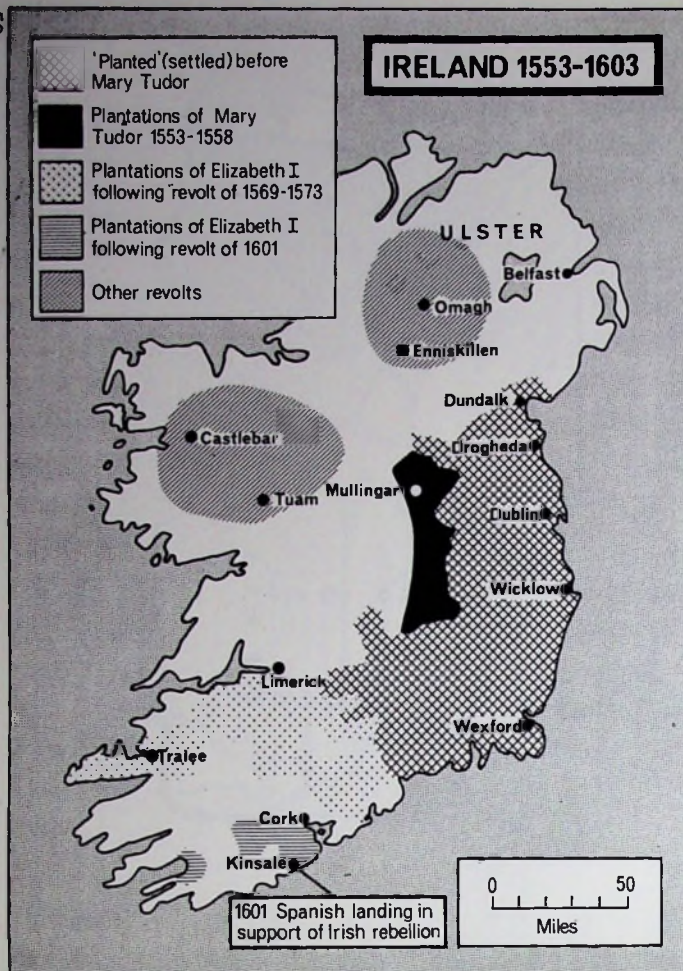 S
IRELAND 1553-1603
'Planted' (settled) before
Mary Tudor
Plantations of Mary
Tudor 1553-1558
Plantations of Elizabeth I
following revolt of 1569-1573
Plantations of Elizabeth I
following revolt of 1601
Other revolts
ULSTER
Belfast
Omagh
Enniskillen
Dundalk
Castlebar
Drogheda
Mullingar
Tuam
Dublin
Wicklow
Limerick
Wexford
Tralee
Cork
Kinsale
1601 Spanish landing in
support of Irish rebellion
0 50
Miles